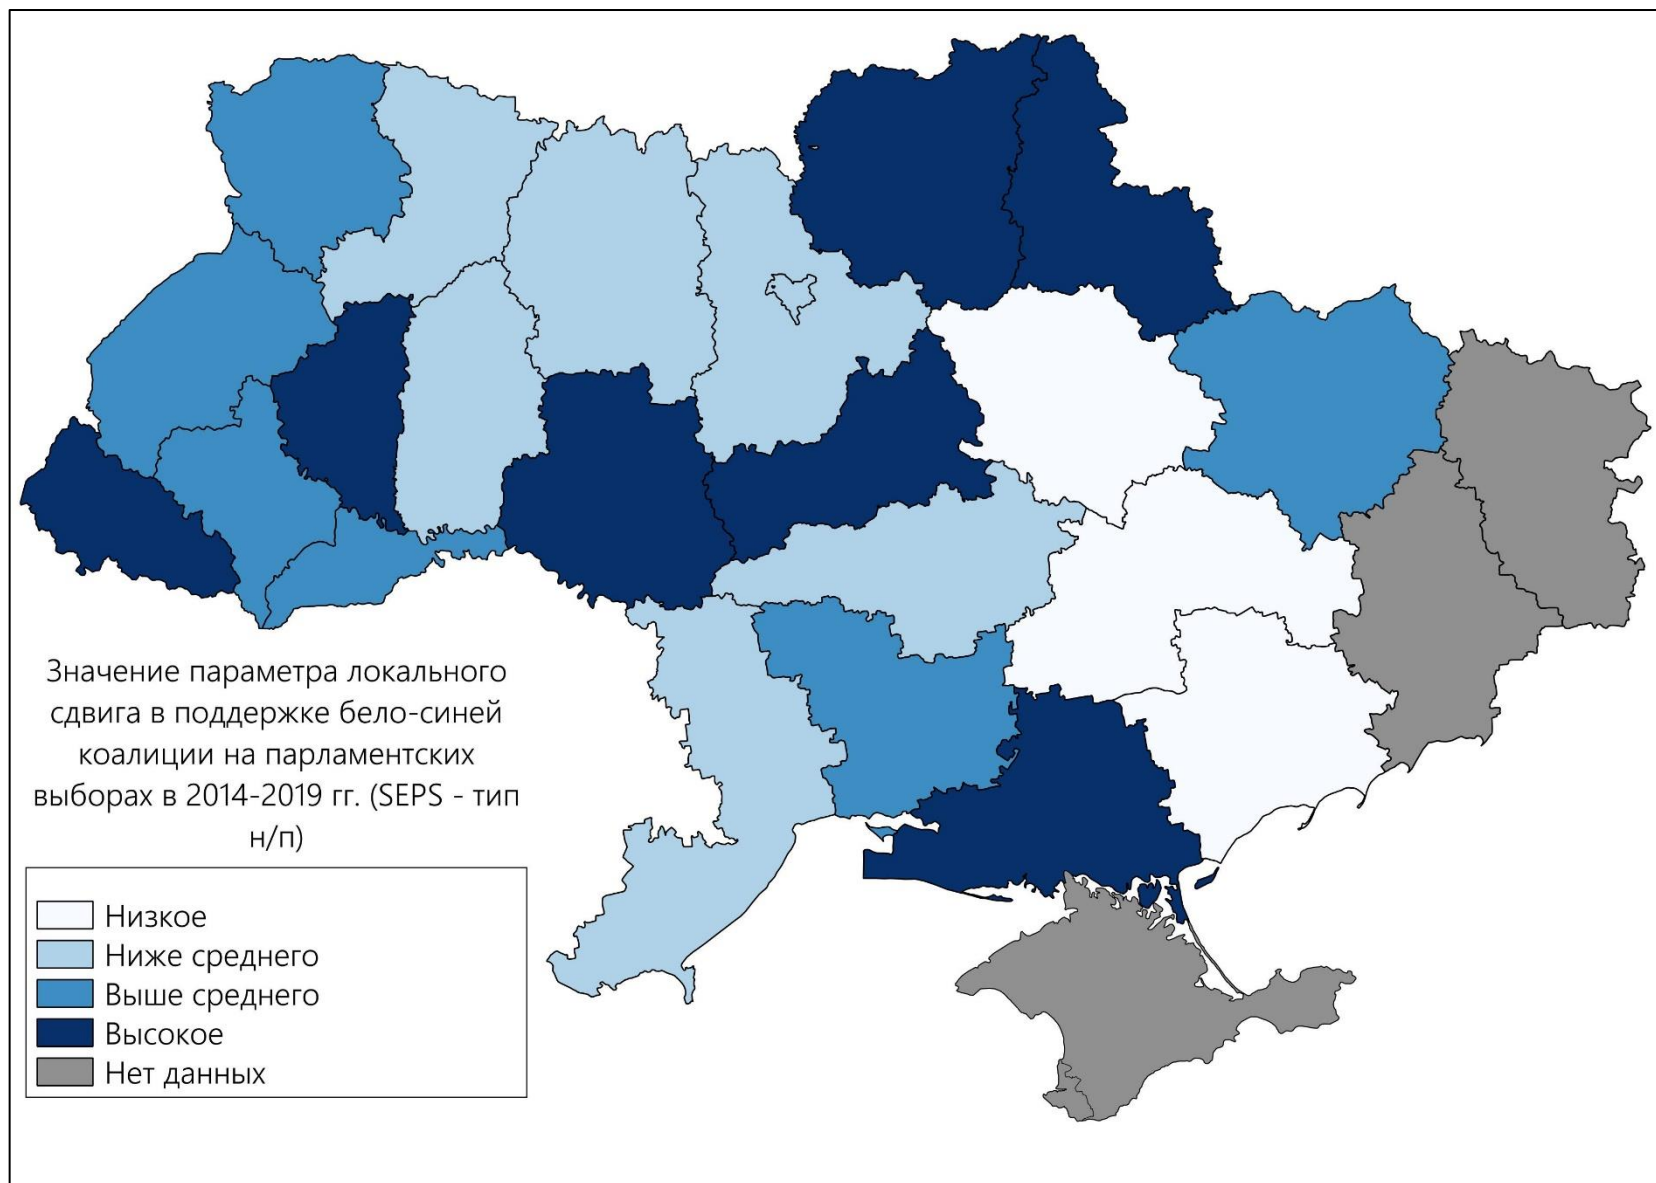 Значение параметра локального
сдвига в поддержке бело-синей
коалиции на парламентских
выборах в 2014-2019 гг. (SEPS - тип
н/п)
Низкое
Ниже среднего
Выше среднего
Высокое
Нет данных